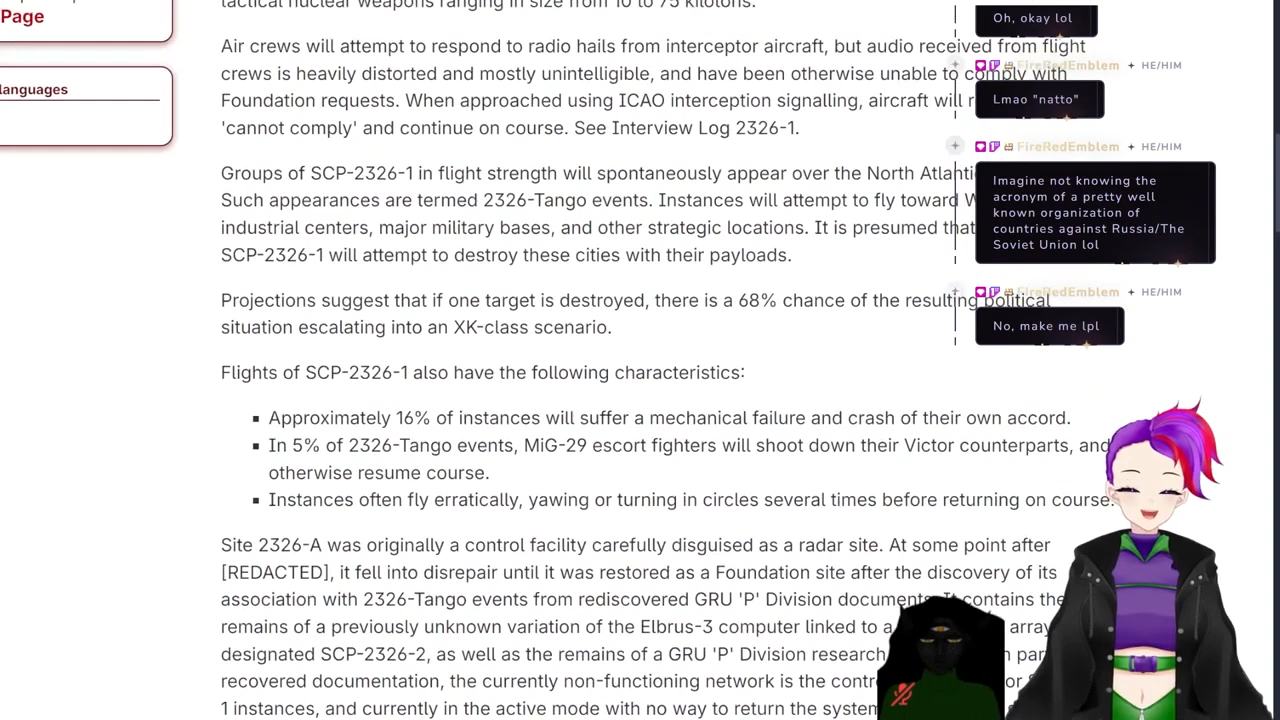 tactical nuclear weapons ranging in size from 10 to 75 kilotons.
Page
languages
Air crews will attempt to respond to radio hails from interceptor aircraft, but audio received from flight
crews is heavily distorted and mostly unintelligible, and have been otherwise unable to comply with
Foundation requests. When approached using ICAO interception signalling, aircraft will
'cannot comply' and continue on course. See Interview Log 2326-1.
Groups of SCP-2326-1 in flight strength will spontaneously appear over the North
Such appearances are termed 2326-Tango events. Instances will attempt to fly toward
industrial centers, major military bases, and other strategic locations. It is presumed that
SCP-2326-1 will attempt to destroy these cities with their payloads.
Projections suggest that if one target is destroyed, there is a 68% chance of the resulting political
situation escalating into an XK-class scenario.
Flights of SCP-2326-1 also have the following characteristics:
▪ Approximately 16% of instances will suffer a mechanical failure and crash of their own accord.
▪ In 5% of 2326-Tango events, MiG-29 escort fighters will shoot down their Victor counterparts, and
otherwise resume course.
▪ Instances often fly erratically, yawing or turning in circles several times before returning on course.
Site 2326-A was originally a control facility carefully disguised as a radar site. At some point after
[REDACTED], it fell into disrepair until it was restored as a Foundation site after the discovery of its
association with 2326-Tango events from rediscovered GRU 'P' Division documents. It contains the
remains of a previously unknown variation of the Elbrus-3 computer linked to a array
designated SCP-2326-2, as well as the remains of a GRU 'P' Division
recovered documentation, the currently non-functioning network is the
1 instances, and currently in the active mode with no way to return the system
Oh, okay lol
FireRedEmblem HE/HIM
Lmao "natto"
FireRedEmblem HE/HIM
Imagine not knowing the
acronym of a pretty well
known organization of
countries against Russia/The
Soviet Union lol
FireRedEmblem HE/HIM
No, make me lpl